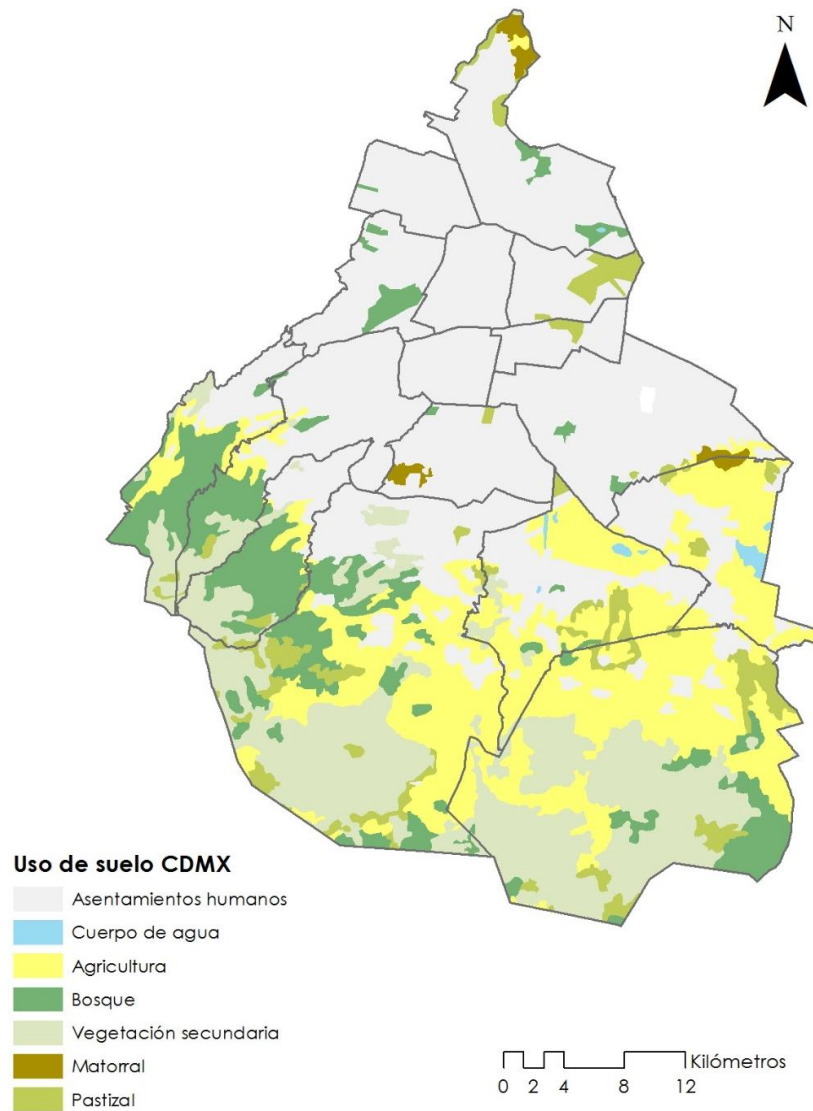 N
Uso de suelo CDMX
Asentamientos humanos
Cuerpo de agua
Agricultura
Bosque
Vegetación secundaria
Matorral
Pastizal
Kilómetros
0 2 4 8 12